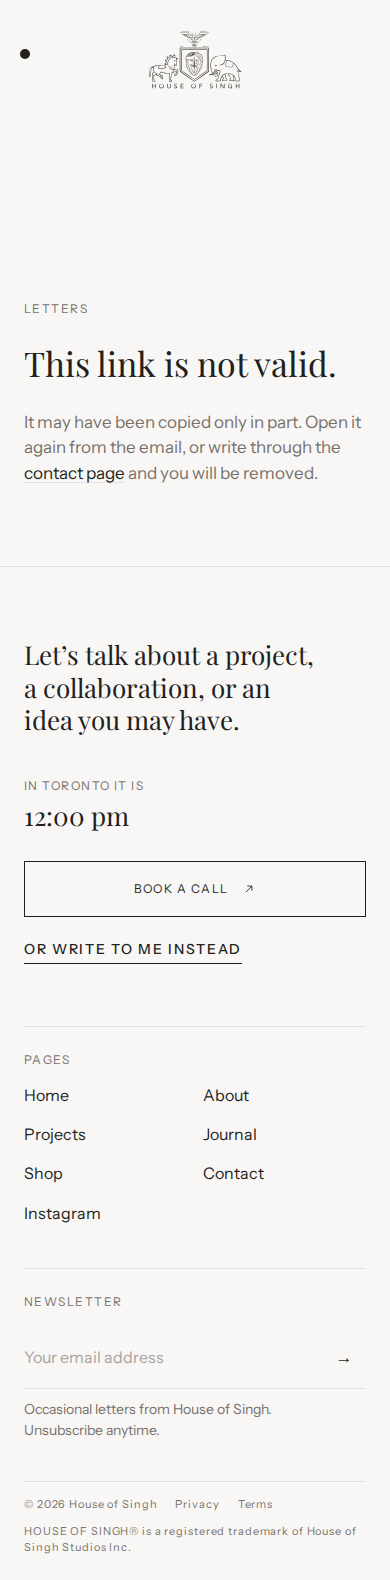 HOUSE OF SINGH
LETTERS
This link is not valid.
It may have been copied only in part. Open it
again from the email, or write through the
contact page and you will be removed.
Let’s talk about a project,
a collaboration, or an
idea you may have.
IN TORONTO IT IS
12:00 pm
BOOK A CALL ↗
OR WRITE TO ME INSTEAD
PAGES
Home About
Projects Journal
Shop Contact
Instagram
NEWSLETTER
Your email address →
Occasional letters from House of Singh.
Unsubscribe anytime.
© 2026 House of Singh Privacy Terms
HOUSE OF SINGH® is a registered trademark of House of
Singh Studios Inc.